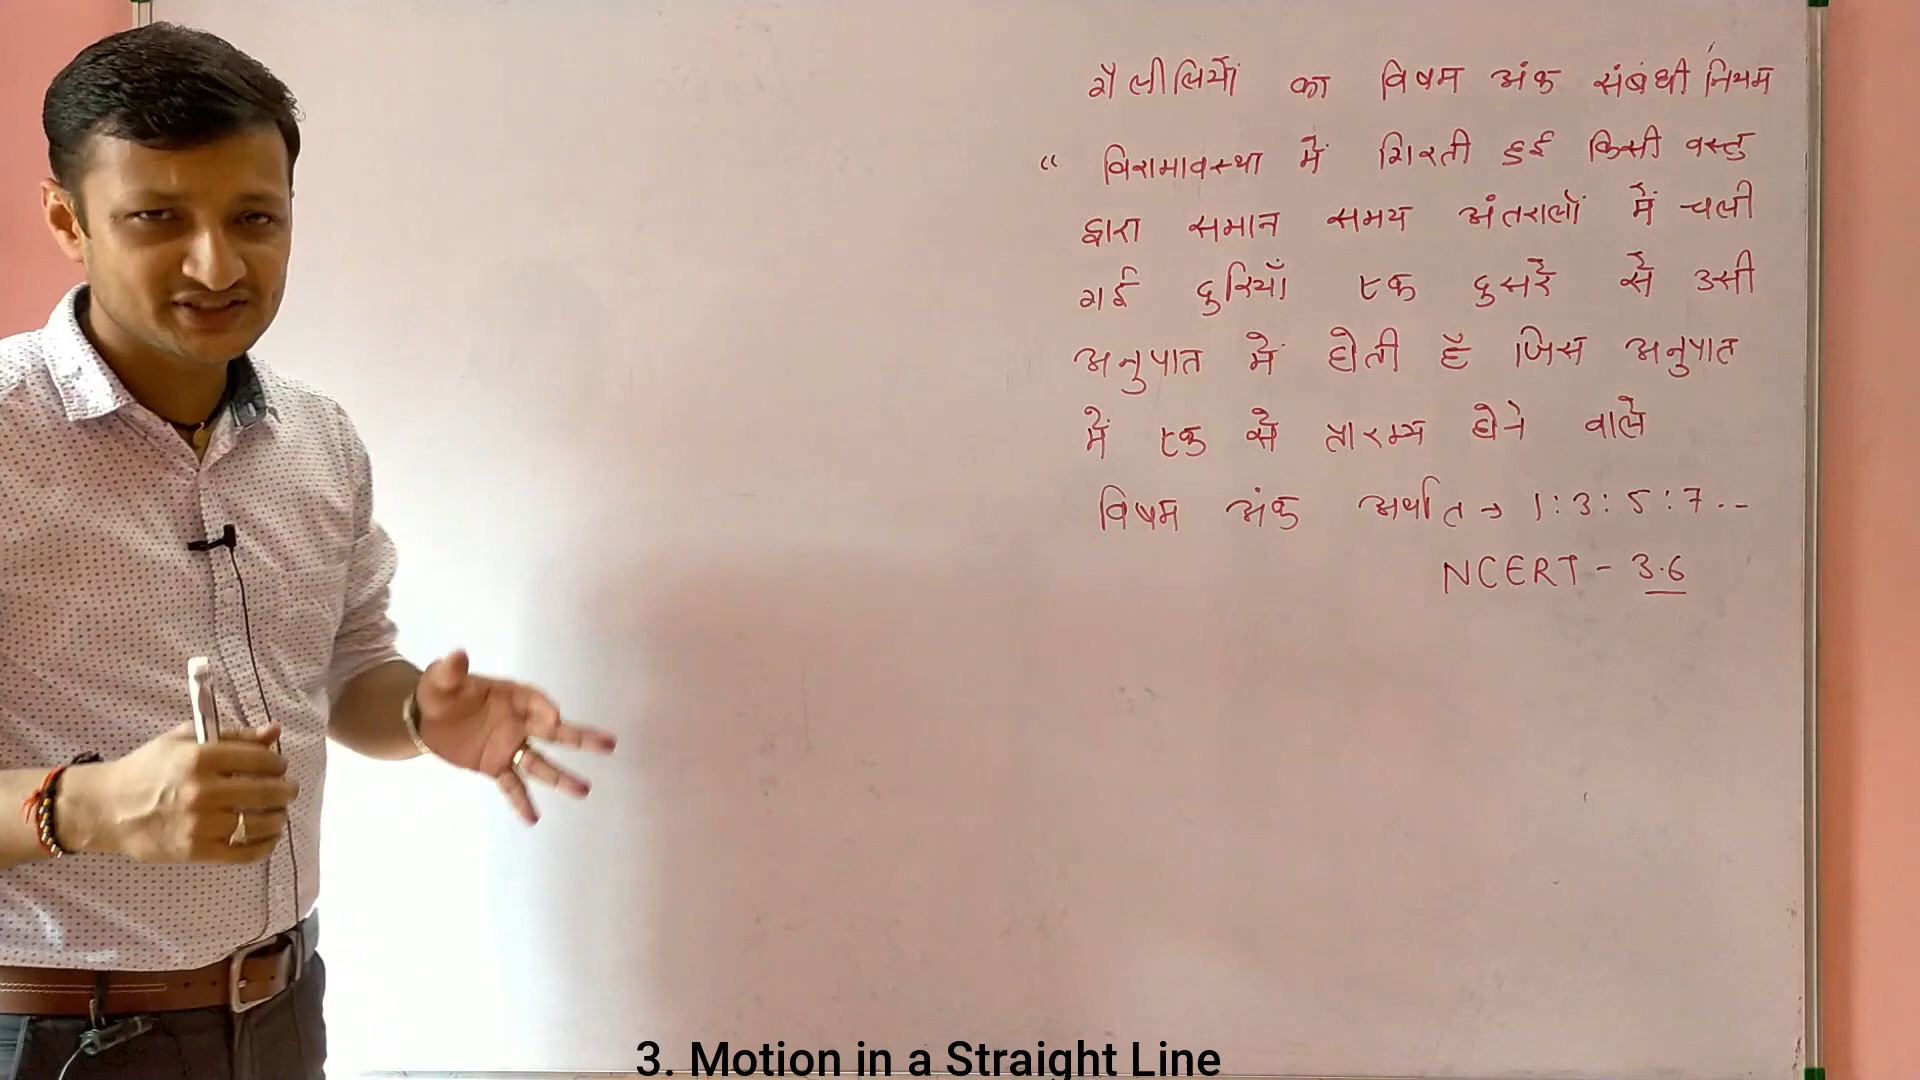 गैलीलियों का विषम अंक संबंधी नियम
“ विरामावस्था में गिरती हुई किसी वस्तु
द्वारा समान समय अंतरालों में चली
गई दुरियाँ एक दुसरे से उसी
अनुपात में होती है जिस अनुपात
में एक से प्रारम्भ होने वाले
विषम अंक अर्थात → 1 : 3 : 5 : 7 . --
NCERT - 3.6
3. Motion in a Straight Line